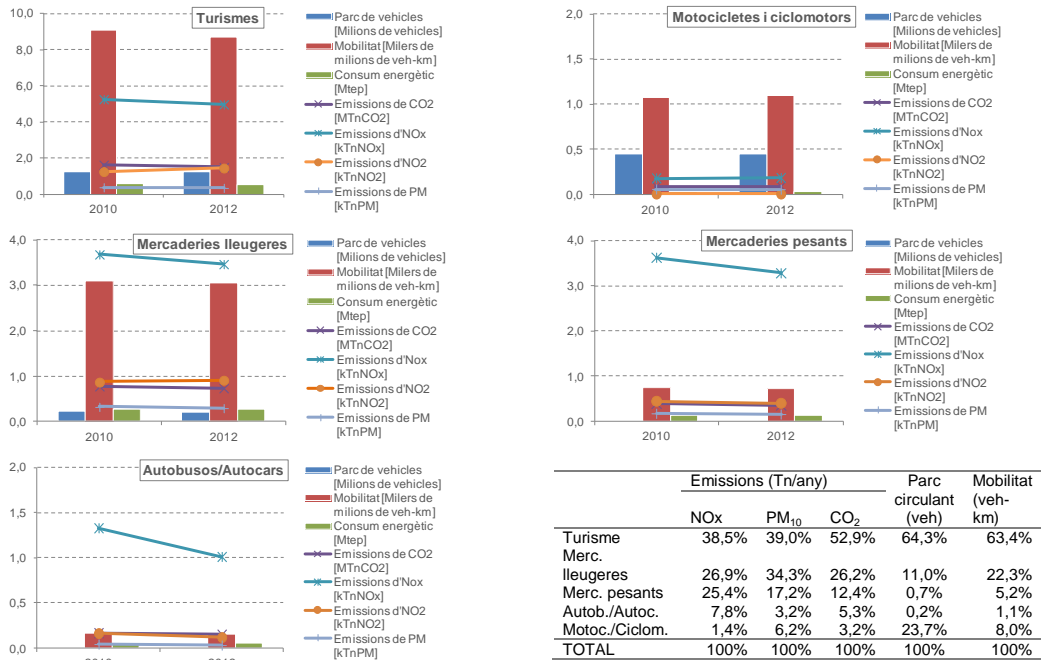 Turismes
10,0
8,0
6,0
4,0
2,0
0,0
2010
2012
Parc de vehicles
[Milions de vehicles]
Mobilitat [Milers de
milions de veh-km]
Consum energètic
[Mtep]
Emissions de CO2
[MTnCO2]
Emissions d'NOx
[kTnNOx]
Emissions d'NO2
[kTnNO2]
Emissions de PM
[kTnPM]
Motocicletes i ciclomotors
2,0
1,5
1,0
0,5
0,0
2010
2012
Parc de vehicles
[Milions de vehicles]
Mobilitat [Milers de
milions de veh-km]
Consum energètic
[Mtep]
Emissions de CO2
[MTnCO2]
Emissions d'Nox
[kTnNOx]
Emissions d'NO2
[kTnNO2]
Emissions de PM
[kTnPM]
Mercaderies lleugeres
4,0
3,0
2,0
1,0
0,0
2010
2012
Parc de vehicles
[Milions de vehicles]
Mobilitat [Milers de
milions de veh-km]
Consum energètic
[Mtep]
Emissions de CO2
[MTnCO2]
Emissions d'Nox
[kTnNOx]
Emissions d'NO2
[kTnNO2]
Emissions de PM
[kTnPM]
Mercaderies pesants
4,0
3,0
2,0
1,0
0,0
2010
2012
Parc de vehicles
[Milions de vehicles]
Mobilitat [Milers de
milions de veh-km]
Consum energètic
[Mtep]
Emissions de CO2
[MTnCO2]
Emissions d'Nox
[kTnNOx]
Emissions d'NO2
[kTnNO2]
Emissions de PM
[kTnPM]
Autobusos/Autocars
2,0
1,5
1,0
0,5
0,0
2010
2012
Parc de vehicles
[Milions de vehicles]
Mobilitat [Milers de
milions de veh-km]
Consum energètic
[Mtep]
Emissions de CO2
[MTnCO2]
Emissions d'Nox
[kTnNOx]
Emissions d'NO2
[kTnNO2]
Emissions de PM
[kTnPM]
Emissions (Tn/any) Parc Mobilitat
circulant (veh-
NOx PM10 CO2 (veh) km)
Turisme 38,5% 39,0% 52,9% 64,3% 63,4%
Merc.
lleugeres 26,9% 34,3% 26,2% 11,0% 22,3%
Merc. pesants 25,4% 17,2% 12,4% 0,7% 5,2%
Autob./Autoc. 7,8% 3,2% 5,3% 0,2% 1,1%
Motoc./Ciclom. 1,4% 6,2% 3,2% 23,7% 8,0%
TOTAL 100% 100% 100% 100% 100%